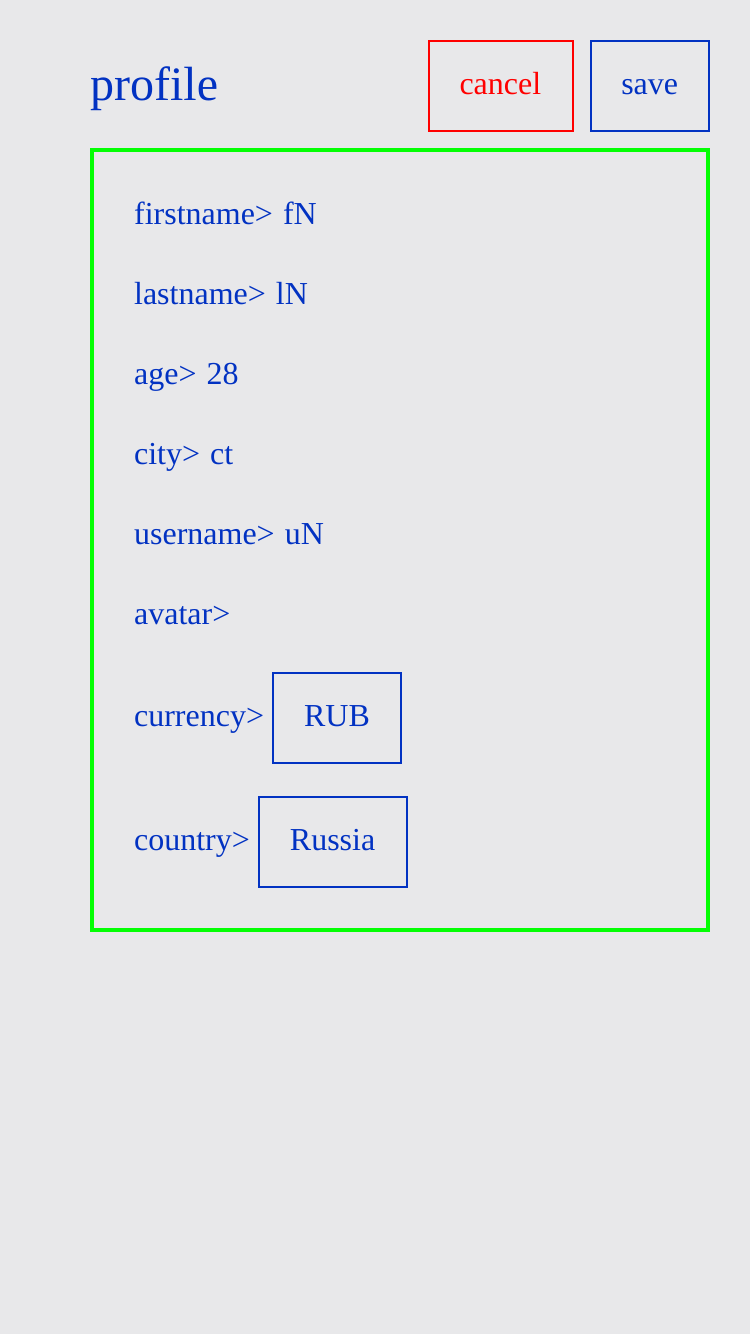 profile cancel save
firstname> fN
lastname> lN
age> 28
city> ct
username> uN
avatar>
currency> RUB
country> Russia